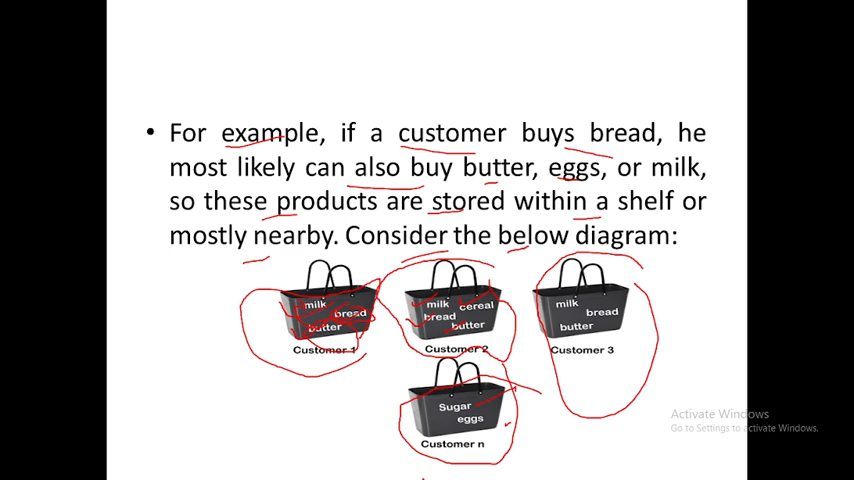 • For example, if a customer buys bread, he
most likely can also buy butter, eggs, or milk,
so these products are stored within a shelf or
mostly nearby. Consider the below diagram:
milk
bread
butter
Customer 1
milk
cereal
bread
butter
Customer 2
milk
bread
butter
Customer 3
Sugar
eggs
Customer n
Activate Windows
Go to Settings to activate Windows.